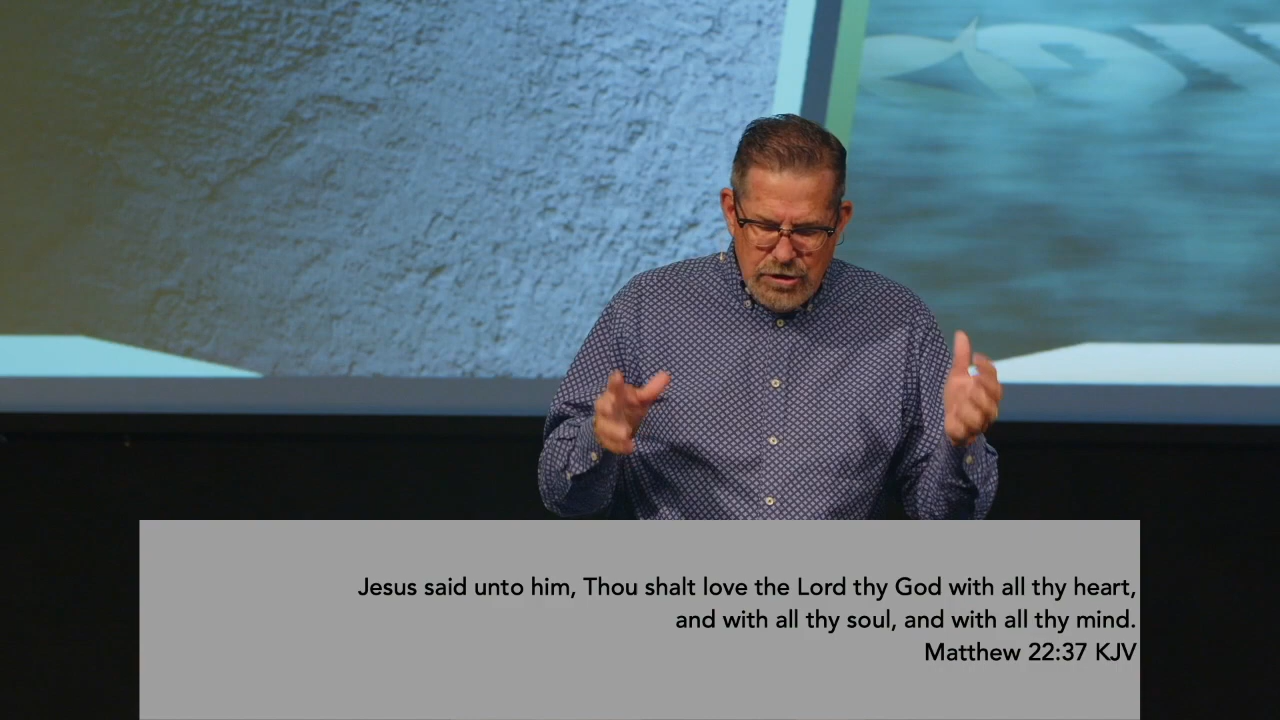 Jesus said unto him, Thou shalt love the Lord thy God with all thy heart,
and with all thy soul, and with all thy mind.
Matthew 22:37 KJV